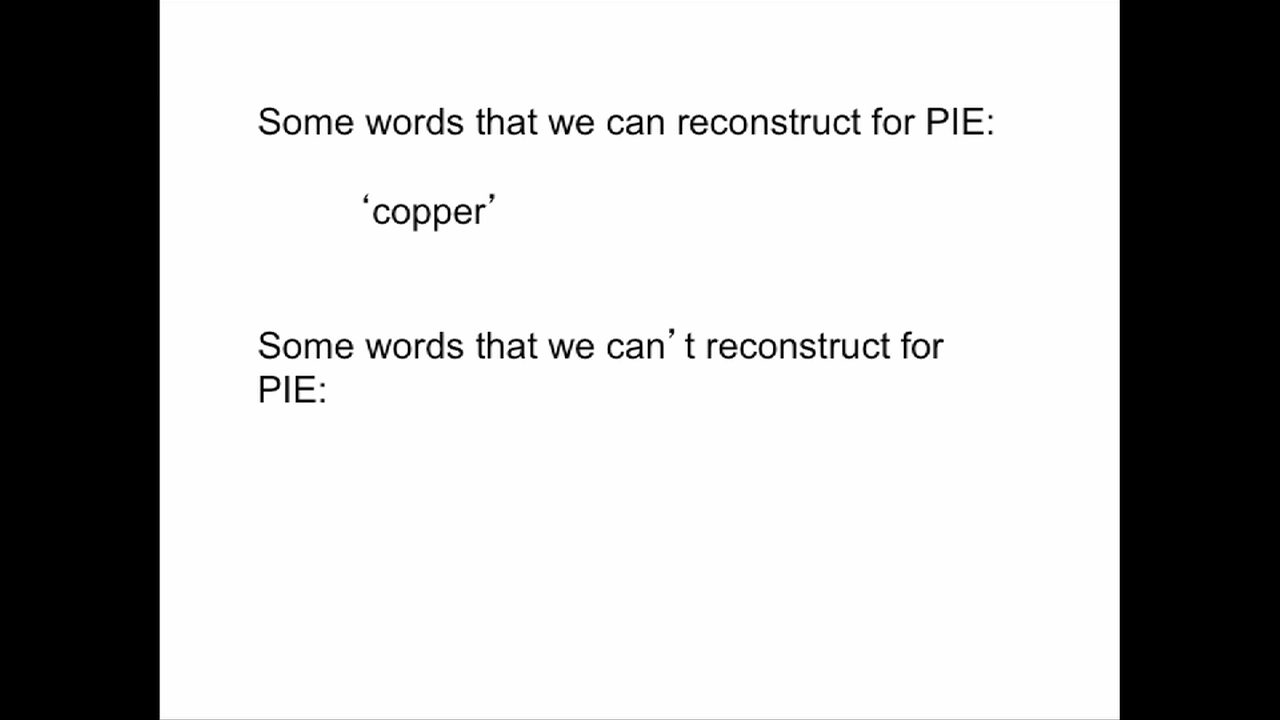 Some words that we can reconstruct for PIE:
‘copper’
Some words that we can’t reconstruct for
PIE: